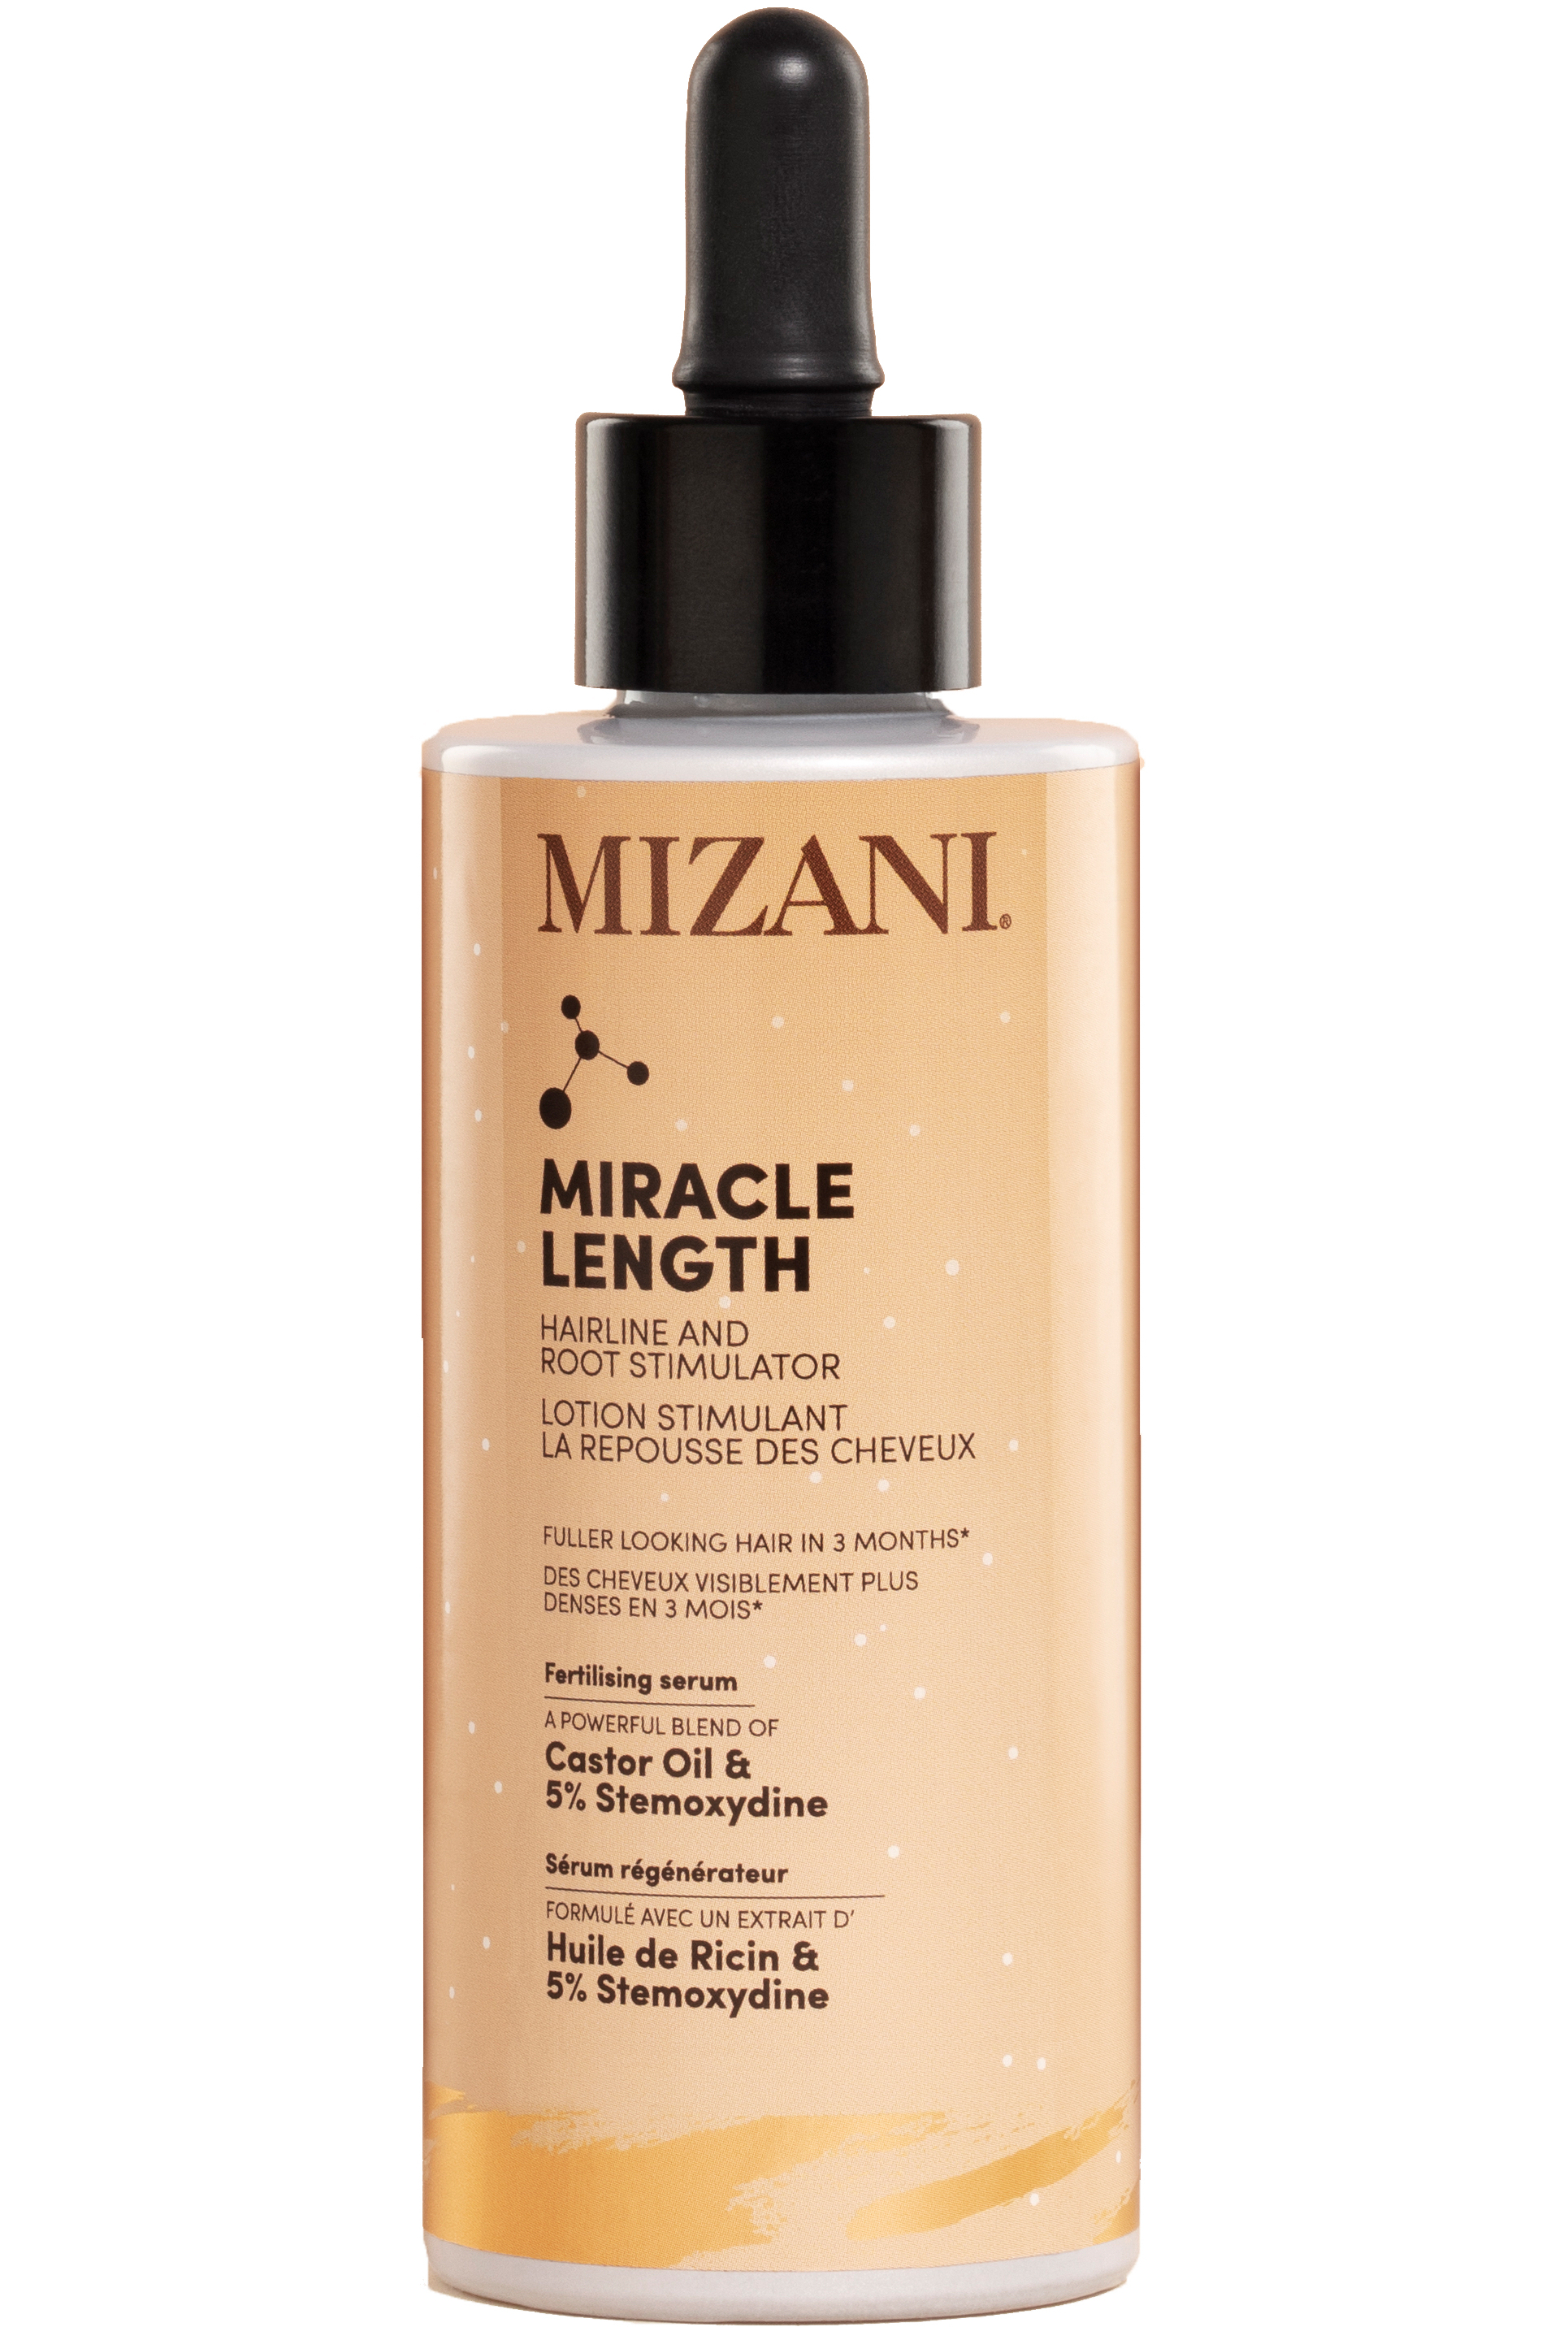 MIZANI®
MIRACLE
LENGTH
HAIRLINE AND
ROOT STIMULATOR
LOTION STIMULANT
LA REPOUSSE DES CHEVEUX
FULLER LOOKING HAIR IN 3 MONTHS*
DES CHEVEUX VISIBLEMENT PLUS
DENSES EN 3 MOIS*
Fertilising serum
A POWERFUL BLEND OF
Castor Oil &
5% Stemoxydine
Sérum régénérateur
FORMULÉ AVEC UN EXTRAIT D'
Huile de Ricin &
5% Stemoxydine